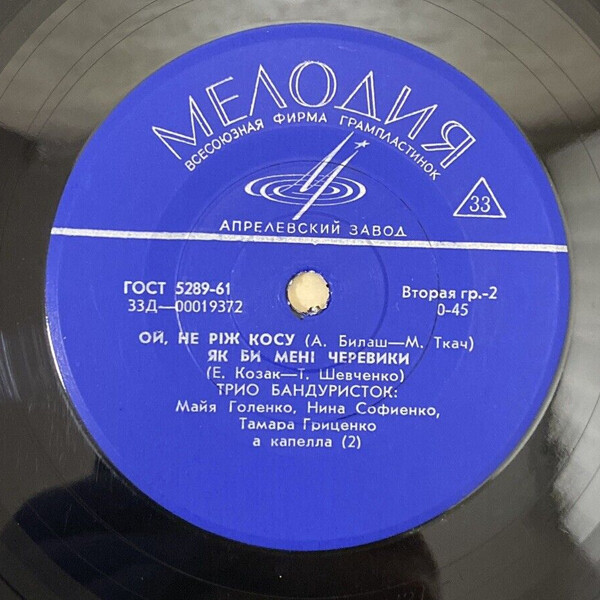 МЕЛОДИЯ
ВСЕСОЮЗНАЯ ФИРМА ГРАМПЛАСТИНОК
33
АПРЕЛЕВСКИЙ ЗАВОД
ГОСТ 5289-61
33Д—00019372
Вторая гр.-2
0-45
ОЙ, НЕ РІЖ КОСУ (А. Билаш—М. Ткач)
ЯК БИ МЕНІ ЧЕРЕВИКИ
(Е. Козак—Т. Шевченко)
ТРИО БАНДУРИСТОК:
Майя Голенко, Нина Софиенко,
Тамара Гриценко
а капелла (2)